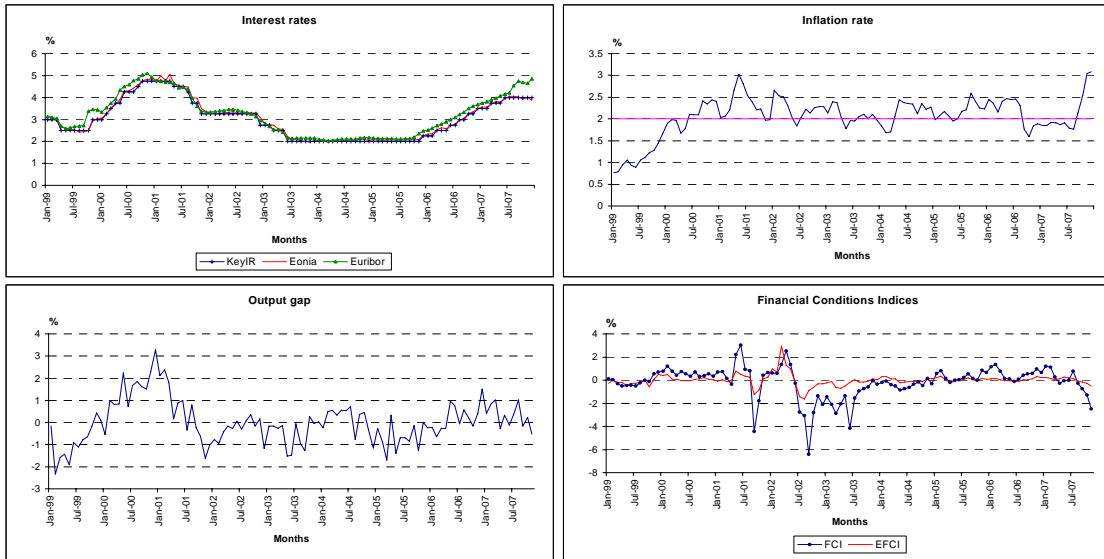 Interest rates
%
6
5
4
3
2
1
0
Jan-99
Jul-99
Jan-00
Jul-00
Jan-01
Jul-01
Jan-02
Jul-02
Jan-03
Jul-03
Jan-04
Jul-04
Jan-05
Jul-05
Jan-06
Jul-06
Jan-07
Jul-07
Months
KeyIR Eonia Euribor
Inflation rate
%
3.5
3
2.5
2
1.5
1
0.5
0
Jan-99
Jul-99
Jan-00
Jul-00
Jan-01
Jul-01
Jan-02
Jul-02
Jan-03
Jul-03
Jan-04
Jul-04
Jan-05
Jul-05
Jan-06
Jul-06
Jan-07
Jul-07
Months
Output gap
%
4
3
2
1
0
-1
-2
-3
Jan-99
Jul-99
Jan-00
Jul-00
Jan-01
Jul-01
Jan-02
Jul-02
Jan-03
Jul-03
Jan-04
Jul-04
Jan-05
Jul-05
Jan-06
Jul-06
Jan-07
Jul-07
Months
Financial Conditions Indices
%
4
2
0
-2
-4
-6
-8
Jan-99
Jul-99
Jan-00
Jul-00
Jan-01
Jul-01
Jan-02
Jul-02
Jan-03
Jul-03
Jan-04
Jul-04
Jan-05
Jul-05
Jan-06
Jul-06
Jan-07
Jul-07
Months
FCI EFCI